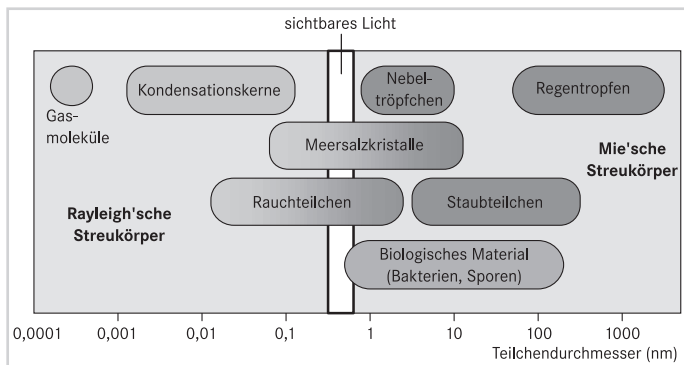 sichtbares Licht
Kondensationskerne
Nebel-
tröpfchen
Regentropfen
Gas-
moleküle
Meersalzkristalle
Mie'sche
Streukörper
Rauchteilchen
Staubteilchen
Rayleigh'sche
Streukörper
Biologisches Material
(Bakterien, Sporen)
0,0001
0,001
0,01
0,1
1
10
100
1000
Teilchendurchmesser (nm)